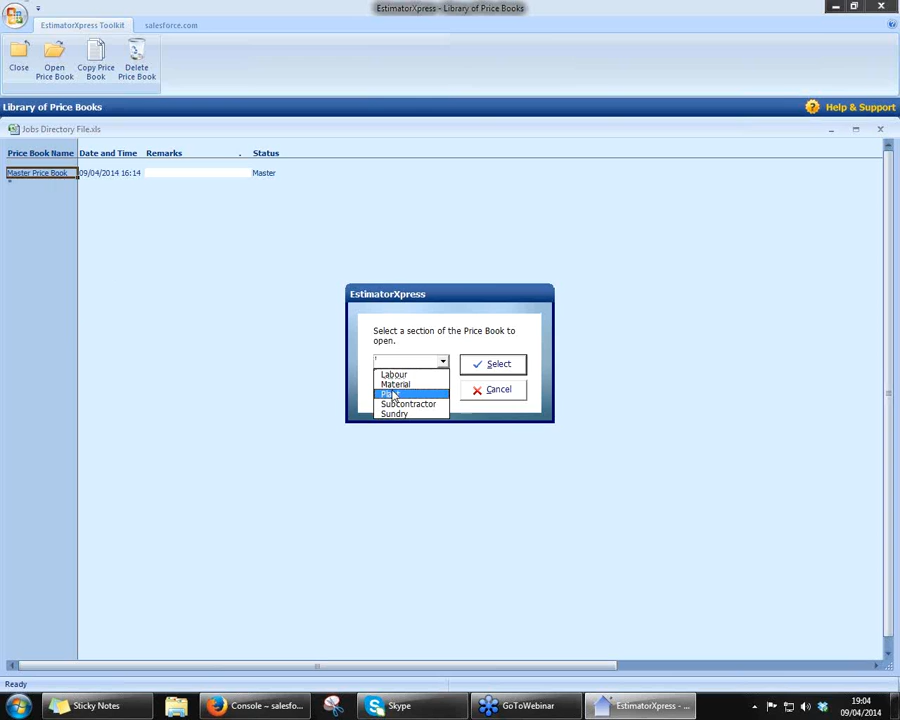 EstimatorXpress - Library of Price Books
EstimatorXpress Toolkit salesforce.com
Close Open Price Book Copy Price Book Delete Price Book
Library of Price Books Help & Support
Jobs Directory File.xls
Price Book Name Date and Time Remarks . Status
Master Price Book 09/04/2014 16:14 Master
EstimatorXpress
Select a section of the Price Book to
open.
Select
Labour
Material
Cancel
Subcontractor
Sundry
Ready
Sticky Notes Console ~ salesfo... Skype GoToWebinar EstimatorXpress - ...
19:04
09/04/2014